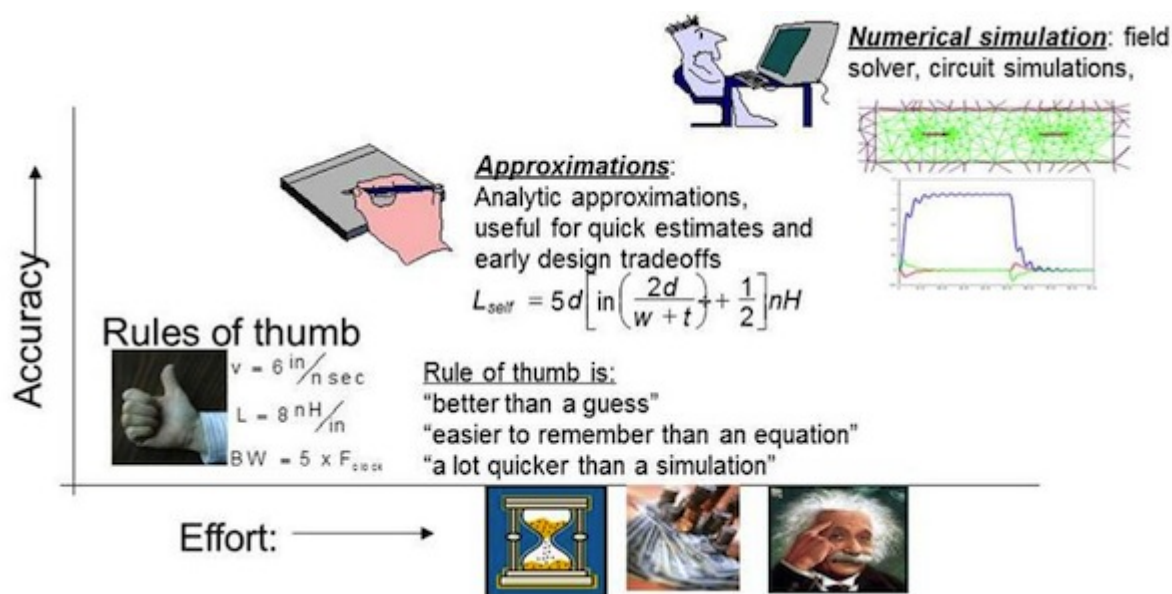 Numerical simulation: field
solver, circuit simulations,
Approximations:
Analytic approximations,
useful for quick estimates and
early design tradeoffs
L_self = 5d[in(2d/(w + t)) + 1/2]nH
Accuracy
Rules of thumb
v = 6 in/n sec
L = 8 nH/in
BW = 5 x F_clock
Rule of thumb is:
“better than a guess”
“easier to remember than an equation”
“a lot quicker than a simulation”
Effort: